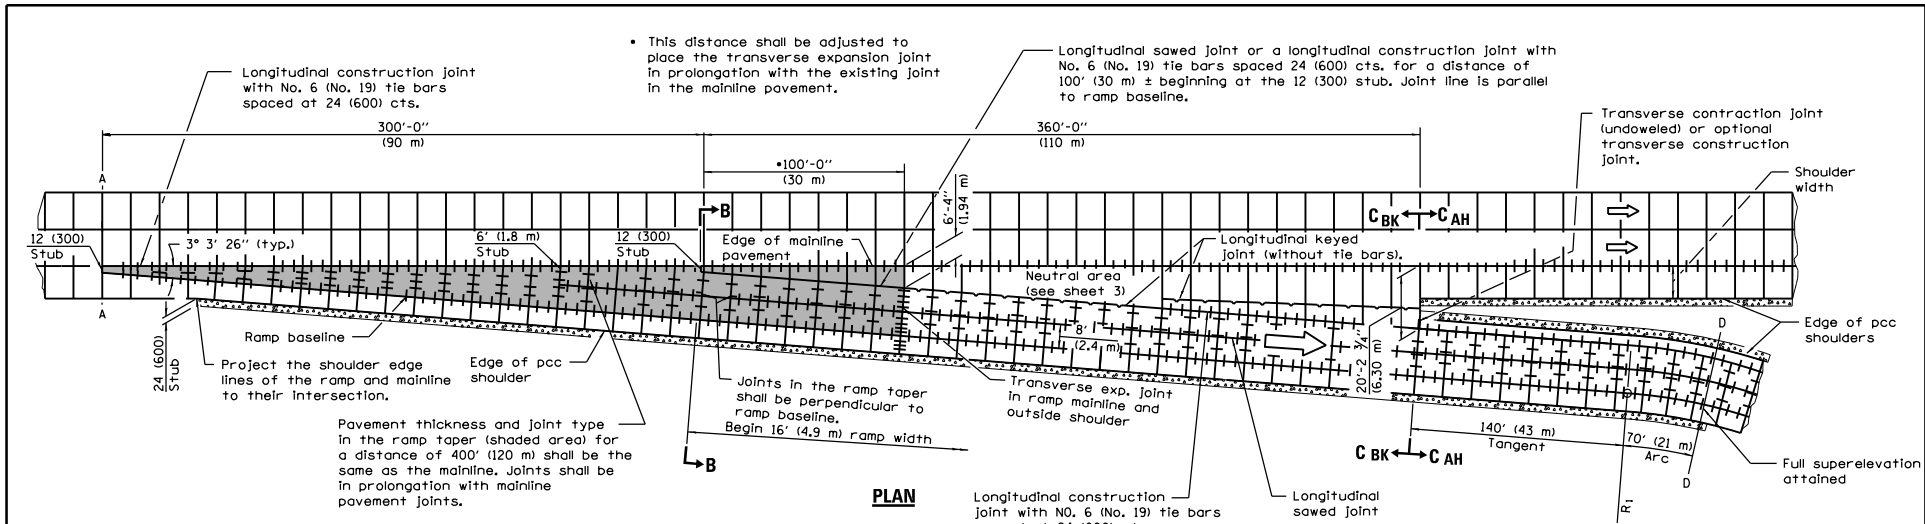 • This distance shall be adjusted to
place the transverse expansion joint
in prolongation with the existing joint
in the mainline pavement.
Longitudinal sawed joint or a longitudinal construction joint with
No. 6 (No. 19) tie bars spaced 24 (600) cts. for a distance of
100' (30 m) ± beginning at the 12 (300) stub. Joint line is parallel
to ramp baseline.
Longitudinal construction joint
with No. 6 (No. 19) tie bars
spaced at 24 (600) cts.
Transverse contraction joint
(undoweled) or optional
transverse construction
joint.
300'-0''
(90 m)
360'-0''
(110 m)
•100'-0''
(30 m)
Shoulder
width
A
6'-4''
(1.94 m)
B
C BK
C AH
12 (300)
Stub
3° 3' 26'' (typ.)
6' (1.8 m)
Stub
12 (300)
Stub
Edge of mainline
pavement
Longitudinal keyed
joint (without tie bars).
Neutral area
(see sheet 3)
A
Ramp baseline
8'
(2.4 m)
20'-2 3/4''
(6.30 m)
D
Edge of pcc
shoulders
24 (600)
Stub
Project the shoulder edge
lines of the ramp and mainline
to their intersection.
Edge of pcc
shoulder
Joints in the ramp taper
shall be perpendicular to
ramp baseline.
Transverse exp. joint
in ramp mainline and
outside shoulder
Begin 16' (4.9 m) ramp width
Pavement thickness and joint type
in the ramp taper (shaded area) for
a distance of 400' (120 m) shall be the
same as the mainline. Joints shall be
in prolongation with mainline
pavement joints.
B
140' (43 m)
Tangent
70' (21 m)
Arc
C BK
C AH
Full superelevation
attained
D
R1
PLAN
Longitudinal construction
joint with NO. 6 (No. 19) tie bars
Longitudinal
sawed joint